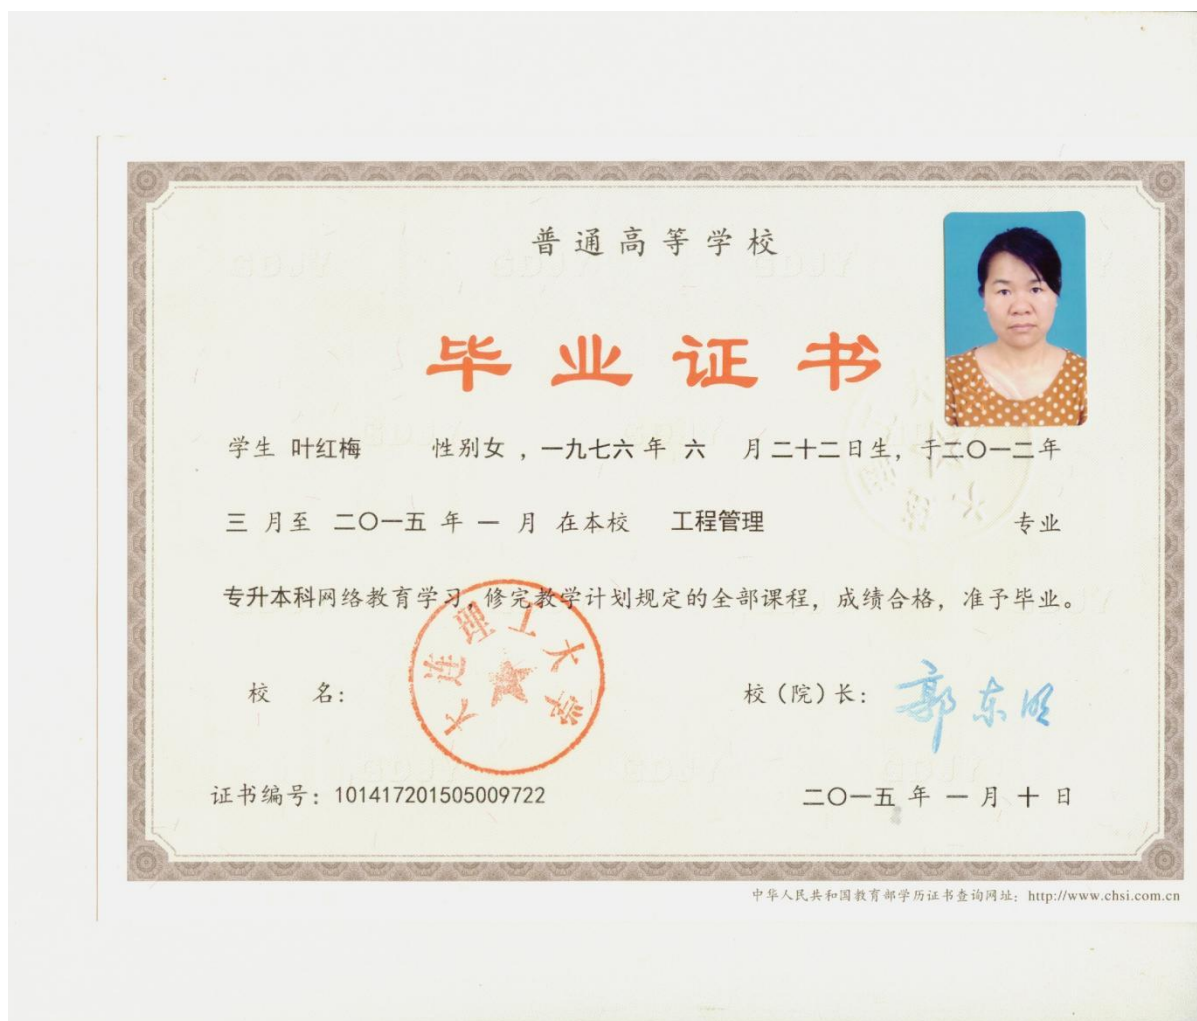 普通高等学校
毕业证书
学生 叶红梅 性别女，一九七六年 六 月二十二日生，于二〇一二年
三 月至 二〇一五 年 一 月 在本校 工程管理 专业
专升本科网络教育学习，修完教学计划规定的全部课程，成绩合格，准予毕业。
校 名：
大连理工大学
校（院）长：
郭东明
证书编号：101417201505009722
二〇一五 年 一 月 十 日
中华人民共和国教育部学历证书查询网址：http://www.chsi.com.cn